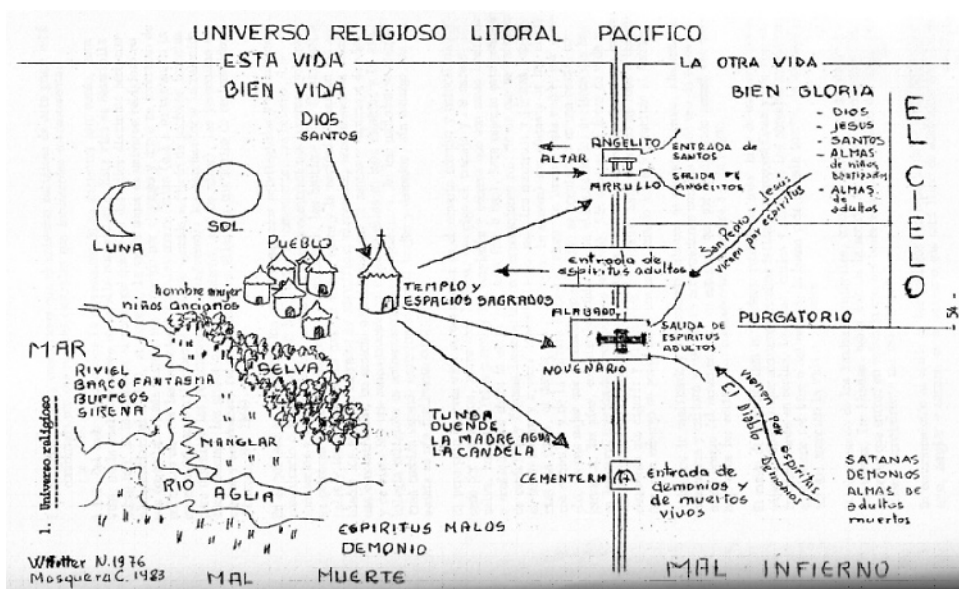 UNIVERSO RELIGIOSO LITORAL PACIFICO
ESTA VIDA
LA OTRA VIDA
BIEN VIDA
BIEN GLORIA
DIOS
SANTOS
- DIOS
- JESUS
- SANTOS
- ALMAS
de niños
bautizados
- ALMAS
de
adultos
EL CIELO
ANGELITO
ALTAR
ENTRADA de
SANTOS
SALIDA DE
ANGELITOS
ARRULLO
San Pedro - Jesús
vienen por espiritus
LUNA
SOL
PUEBLO
hombre mujer
niños ancianos
TEMPLO y
ESPACIOS SAGRADOS
entrada de
espiritus adultos
ALABADO
SALIDA DE
ESPIRITUS
ADULTOS
NOVENARIO
PURGATORIO
- 54 -
MAR
RIVIEL
BARCO FANTASMA
BUFFEOS
SIRENA
SELVA
MANGLAR
RIO AGUA
TUNDA
DUENDE
LA MADRE AGUA
LA CANDELA
CEMENTERIO
entrada de
demonios y
de muertos
vivos
vienen por espiritus
El Diablo Demonios
SATANAS
DEMONIOS
ALMAS DE
adultos
muertos
ESPIRITUS MALOS
DEMONIO
1. Universo religioso
N.1976
Mosquera C. 1983
MAL MUERTE
MAL INFIERNO